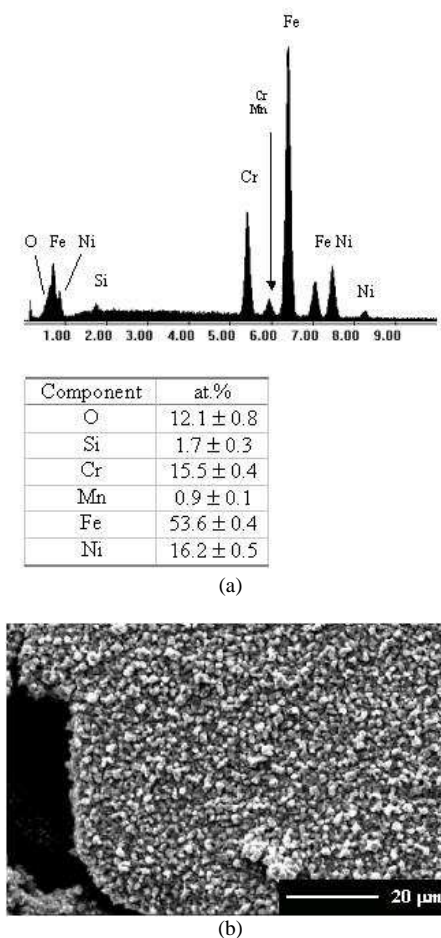 Fe
Cr
Mn
Cr
O Fe Ni
Fe Ni
Si
Ni
1.00 2.00 3.00 4.00 5.00 6.00 7.00 8.00 9.00
Component at.%
O 12.1 ± 0.8
Si 1.7 ± 0.3
Cr 15.5 ± 0.4
Mn 0.9 ± 0.1
Fe 53.6 ± 0.4
Ni 16.2 ± 0.5
(a)
20 µm
(b)